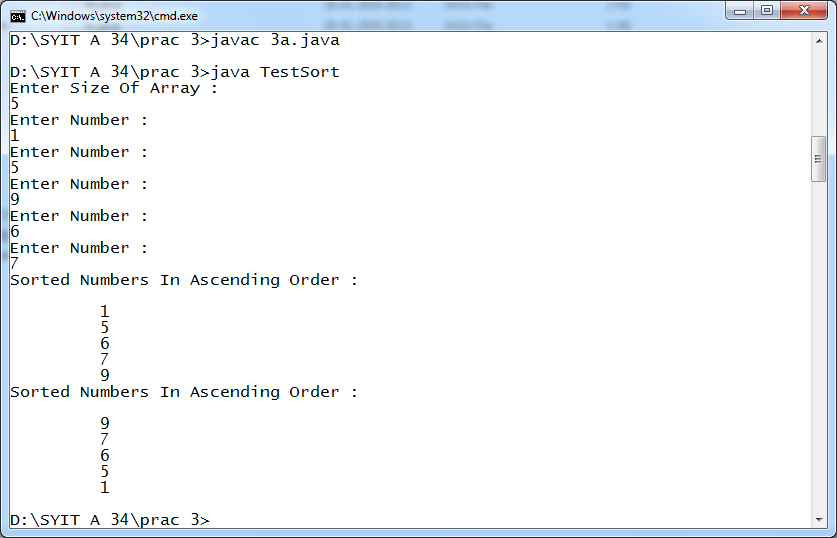 C:\Windows\system32\cmd.exe
D:\SYIT A 34\prac 3>javac 3a.java
D:\SYIT A 34\prac 3>java TestSort
Enter Size Of Array :
5
Enter Number :
1
Enter Number :
5
Enter Number :
9
Enter Number :
6
Enter Number :
7
Sorted Numbers In Ascending Order :
1
5
6
7
9
Sorted Numbers In Ascending Order :
9
7
6
5
1
D:\SYIT A 34\prac 3>